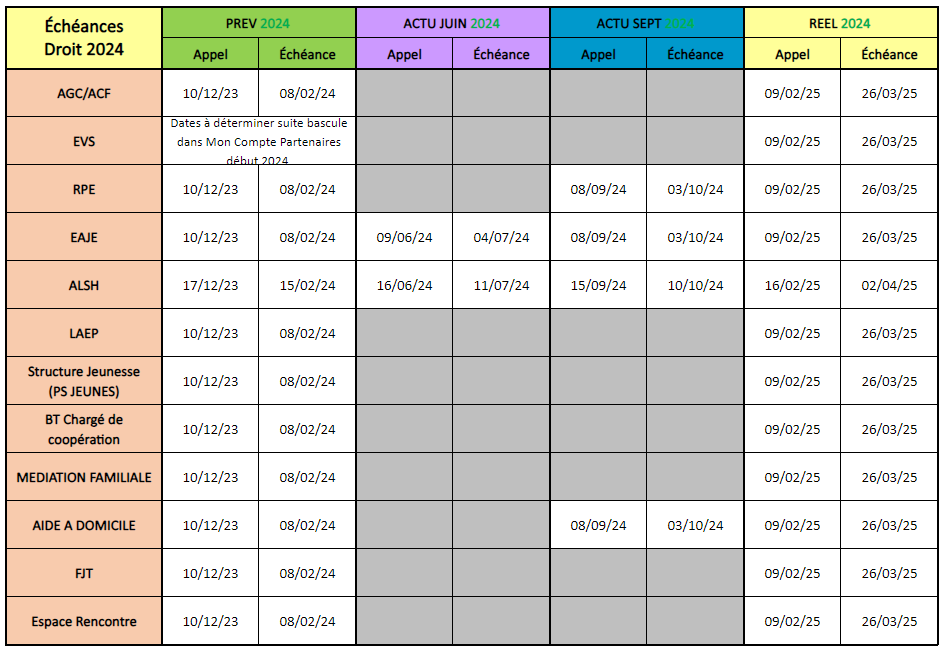 Échéances
Droit 2024
PREV 2024
ACTU JUIN 2024
ACTU SEPT 2024
REEL 2024
Appel Échéance Appel Échéance Appel Échéance Appel Échéance
AGC/ACF 10/12/23 08/02/24 09/02/25 26/03/25
EVS
Dates à déterminer suite bascule
dans Mon Compte Partenaires
début 2024
09/02/25 26/03/25
RPE 10/12/23 08/02/24 08/09/24 03/10/24 09/02/25 26/03/25
EAJE 10/12/23 08/02/24 09/06/24 04/07/24 08/09/24 03/10/24 09/02/25 26/03/25
ALSH 17/12/23 15/02/24 16/06/24 11/07/24 15/09/24 10/10/24 16/02/25 02/04/25
LAEP 10/12/23 08/02/24 09/02/25 26/03/25
Structure Jeunesse
(PS JEUNES)
10/12/23 08/02/24 09/02/25 26/03/25
BT Chargé de
coopération
10/12/23 08/02/24 09/02/25 26/03/25
MEDIATION FAMILIALE 10/12/23 08/02/24 09/02/25 26/03/25
AIDE A DOMICILE 10/12/23 08/02/24 08/09/24 03/10/24 09/02/25 26/03/25
FJT 10/12/23 08/02/24 09/02/25 26/03/25
Espace Rencontre 10/12/23 08/02/24 09/02/25 26/03/25